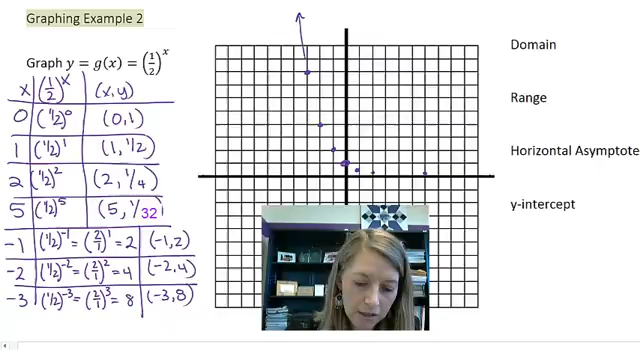 Graphing Example 2
Graph y = g(x) = (1/2)^x
x (1/2)^x (x,y)
0 (1/2)^0 (0,1)
1 (1/2)^1 (1, 1/2)
2 (1/2)^2 (2, 1/4)
5 (1/2)^5 (5, 1/32)
-1 (1/2)^-1 = (2/1)^1 = 2 (-1,2)
-2 (1/2)^-2 = (2/1)^2 = 4 (-2,4)
-3 (1/2)^-3 = (2/1)^3 = 8 (-3,8)
Domain
Range
Horizontal Asymptote
y-intercept